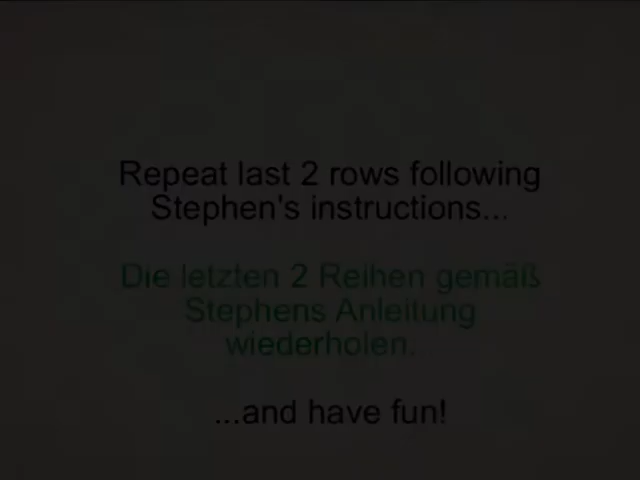 Repeat last 2 rows following
Stephen's instructions...
Die letzten 2 Reihen gemäß
Stephens Anleitung
wiederholen.
...and have fun!